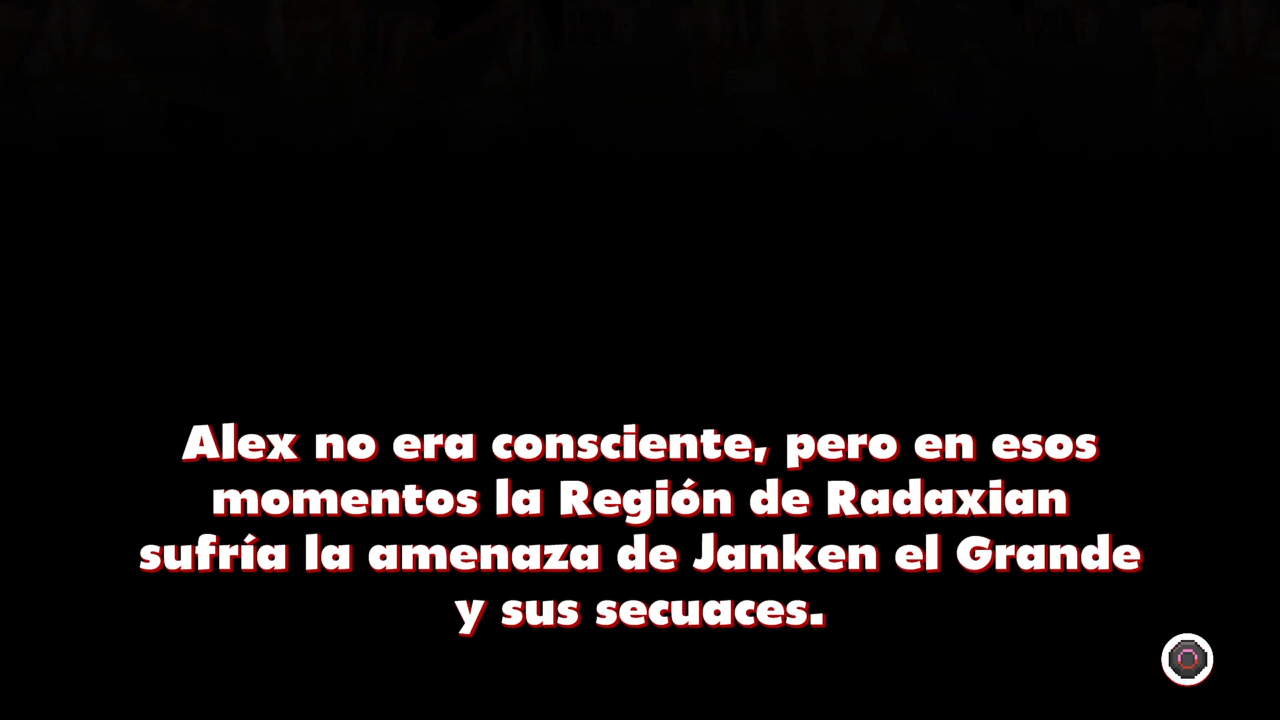 Alex no era consciente, pero en esos
momentos la Región de Radaxian
sufría la amenaza de Janken el Grande
y sus secuaces.